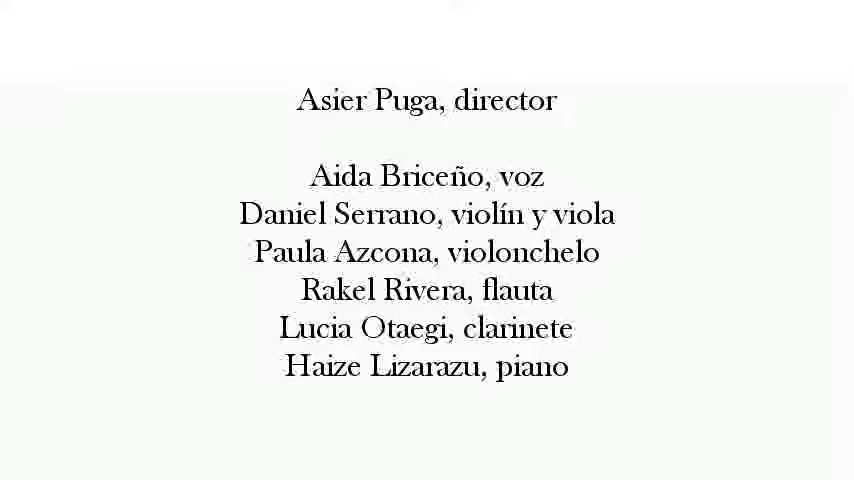 Asier Puga, director
Aida Briceño, voz
Daniel Serrano, violín y viola
Paula Azcona, violonchelo
Rakel Rivera, flauta
Lucia Otaegi, clarinete
Haize Lizarazu, piano